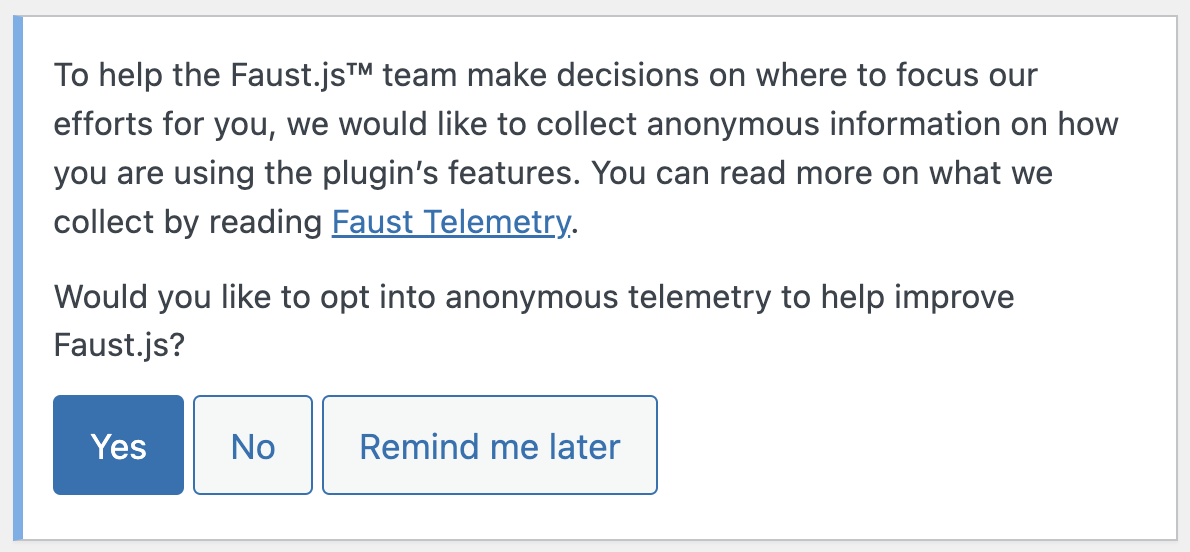 To help the Faust.js™ team make decisions on where to focus our
efforts for you, we would like to collect anonymous information on how
you are using the plugin’s features. You can read more on what we
collect by reading Faust Telemetry.
Would you like to opt into anonymous telemetry to help improve
Faust.js?
Yes No Remind me later